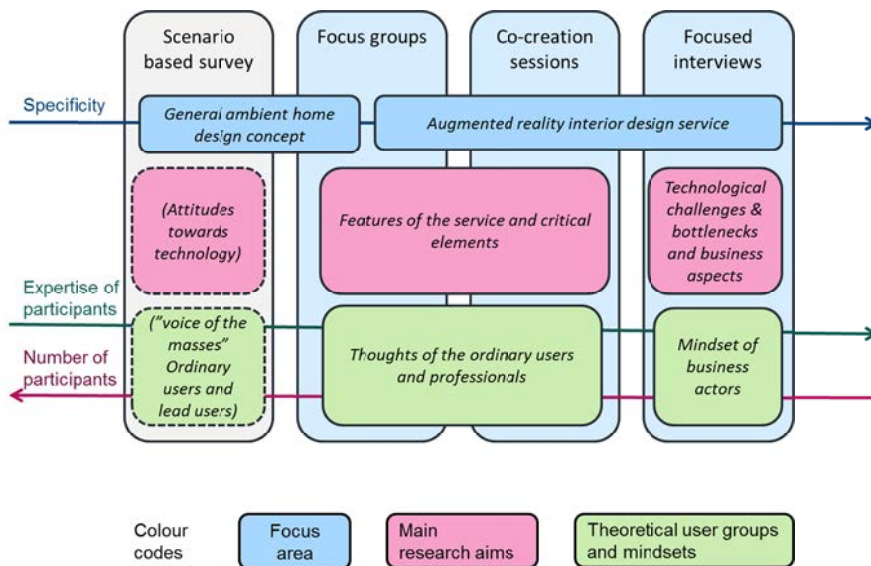 Scenario
based survey
Focus groups
Co-creation
sessions
Focused
interviews
Specificity
General ambient home
design concept
Augmented reality interior design service
(Attitudes
towards
technology)
Features of the service and critical
elements
Technological
challenges &
bottlenecks
and business
aspects
Expertise of
participants
Number of
participants
("voice of the
masses"
Ordinary
users and
lead users)
Thoughts of the ordinary users
and professionals
Mindset of
business
actors
Colour
codes
Focus
area
Main
research aims
Theoretical user groups
and mindsets